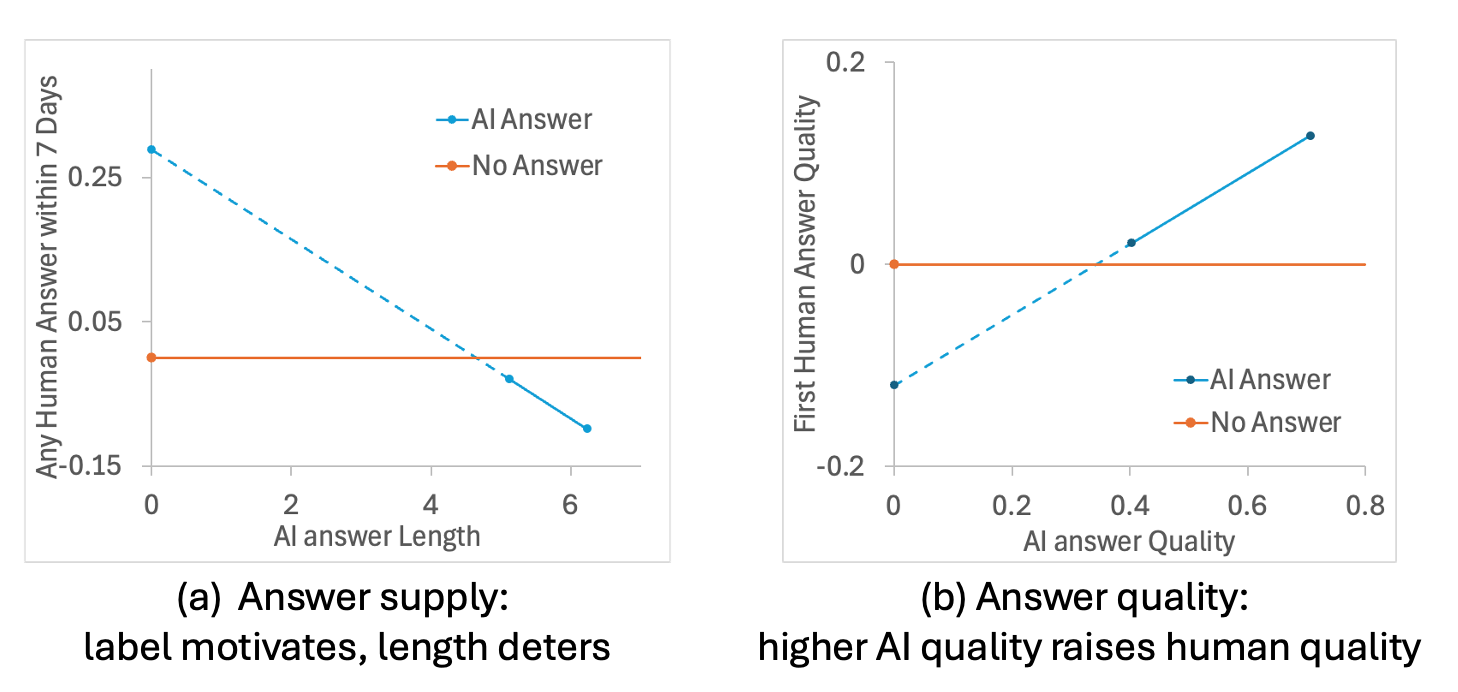 Any Human Answer within 7 Days
0.25
0.05
-0.15
0
2
4
6
AI answer Length
AI Answer
No Answer
(a) Answer supply:
label motivates, length deters
First Human Answer Quality
0.2
0
-0.2
0
0.2
0.4
0.6
0.8
AI answer Quality
AI Answer
No Answer
(b) Answer quality:
higher AI quality raises human quality